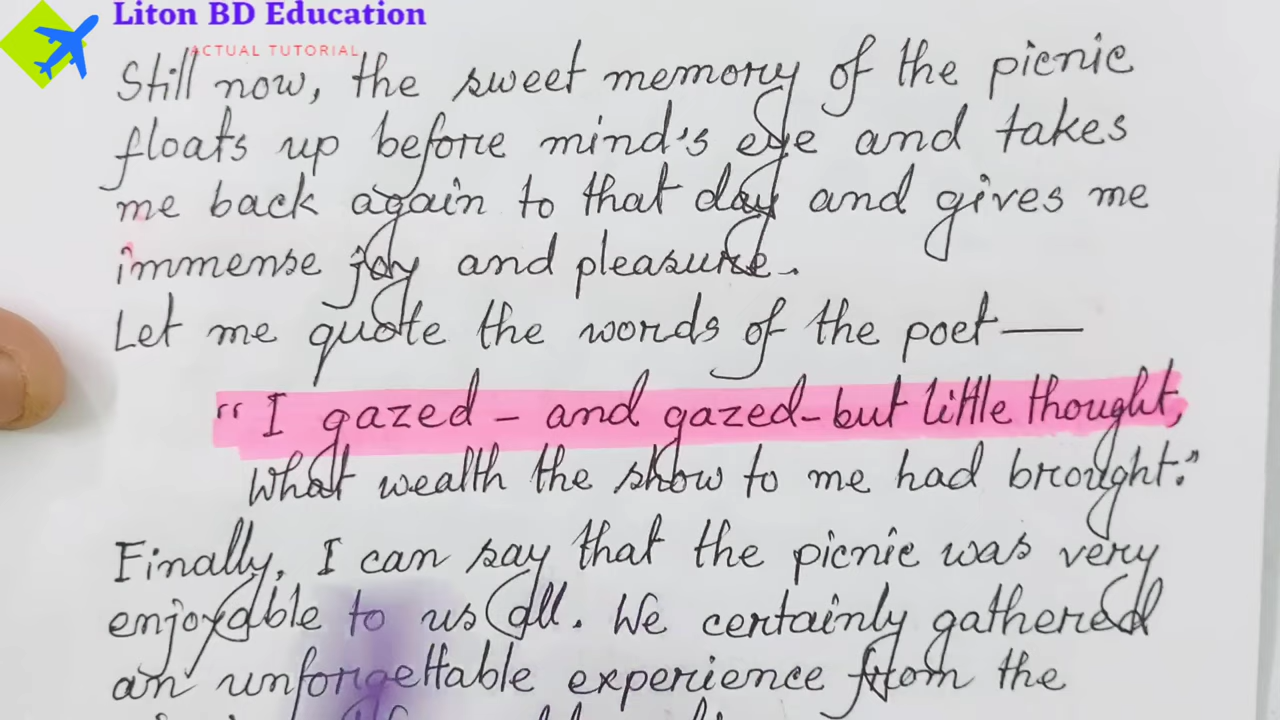 Liton BD Education
ACTUAL TUTORIAL
Still now, the sweet memory of the picnic
floats up before mind's eye and takes
me back again to that day and gives me
immense joy and pleasure.
Let me quote the words of the poet—
"I gazed – and gazed – but little thought,
What wealth the show to me had brought."
Finally, I can say that the picnic was very
enjoyable to us all. We certainly gathered
an unforgettable experience from the